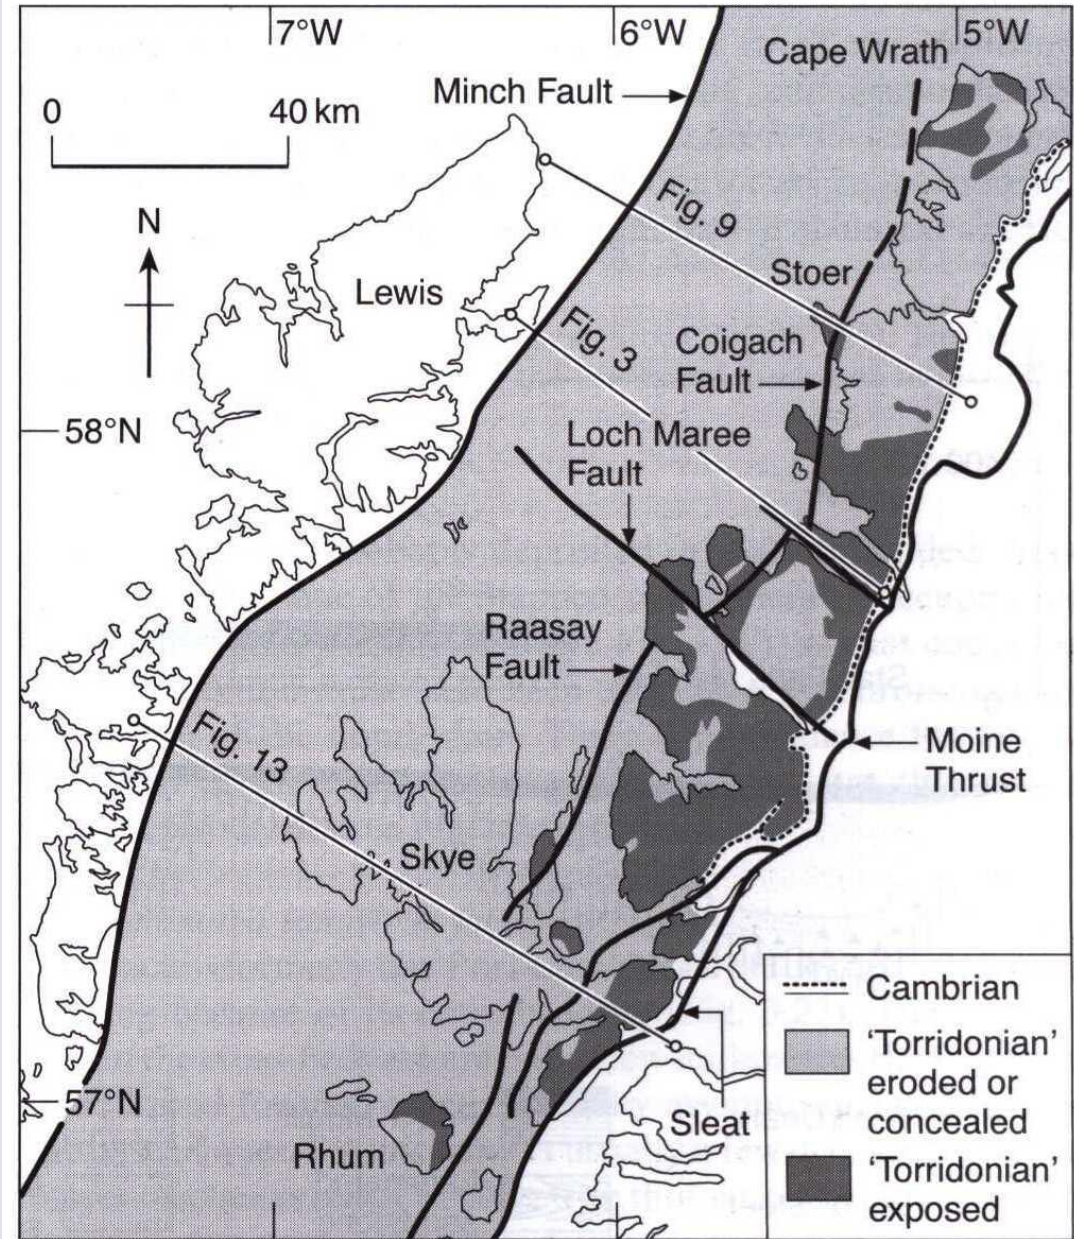 7°W
6°W
5°W
Cape Wrath
Minch Fault
0
40 km
N
Fig. 9
Lewis
Stoer
Fig. 3
Coigach
Fault
58°N
Loch Maree
Fault
Raasay
Fault
Fig. 13
Moine
Thrust
Skye
57°N
Rhum
Sleat
Cambrian
‘Torridonian’
eroded or
concealed
‘Torridonian’
exposed